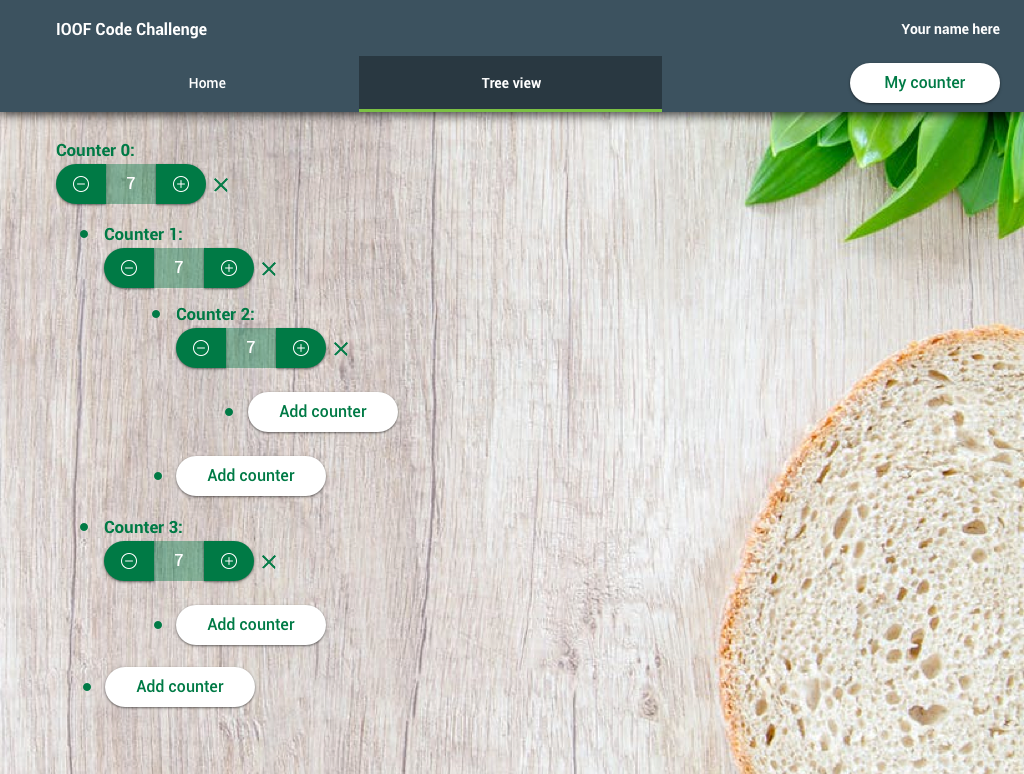 IOOF Code Challenge
Your name here
Home
Tree view
My counter
Counter 0:
7
Counter 1:
7
Counter 2:
7
Add counter
Add counter
Counter 3:
7
Add counter
Add counter